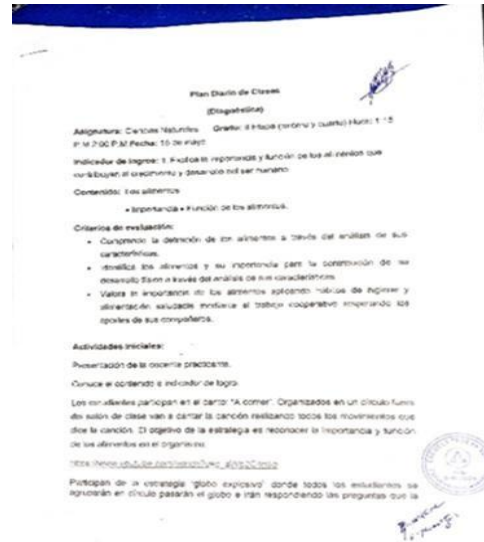 Plan Diario de Clases
(Etnogabelina)
Asignatura: Ciencias Naturales Grado: II Etapa (tercero y cuarto) Hora: 1:15
P.M 2:00 P.M Fecha: 15 de mayo
Indicador de logros: 1. Explica la importancia y función de los alimentos que
contribuyen al crecimiento y desarrollo del ser humano
Contenido: Los alimentos
• Importancia • Función de los alimentos.
Criterios de evaluación:
• Comprende la definición de los alimentos a través del análisis de sus
características.
• Identifica los alimentos y su importancia para la contribución de su
desarrollo físico a través del análisis de sus características
• Valora la importancia de los alimentos aplicando hábitos de higiene y
alimentación saludable mediante el trabajo cooperativo respetando los
aportes de sus compañeros.
Actividades iniciales:
Presentación de la docente practicante.
Conoce el contenido e indicador de logro.
Los estudiantes participan en el canto "A comer". Organizados en un círculo fuera
del salón de clase van a cantar la canción realizando todos los movimientos que
dice la canción. El objetivo de la estrategia es reconocer la importancia y función
de los alimentos en el organismo.
Participan de la estrategia "globo explosivo" donde todos los estudiantes se
agruparán en círculo pasarán el globo e irán respondiendo las preguntas que la